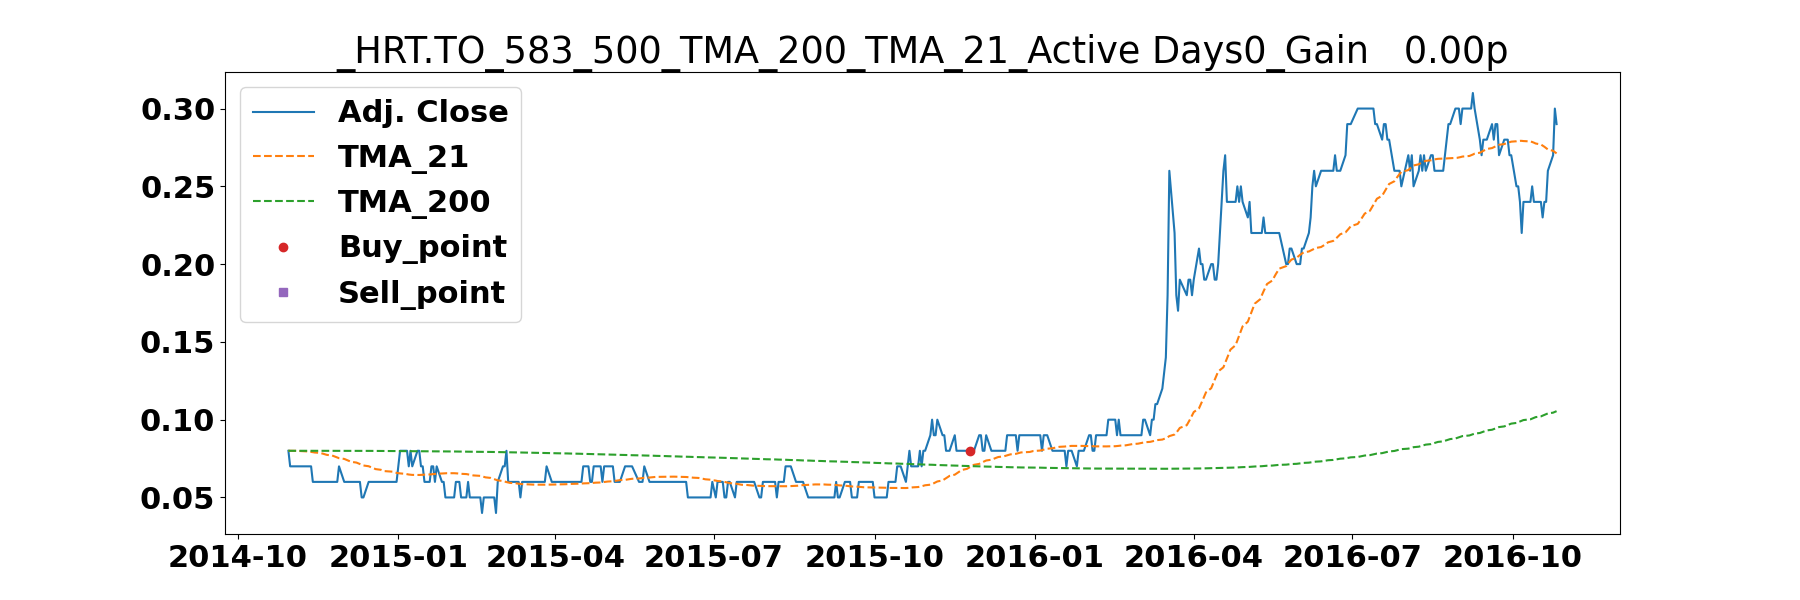 _HRT.TO_583_500_TMA_200_TMA_21_Active Days0_Gain   0.00p
Adj. Close
TMA_21
TMA_200
Buy_point
Sell_point
0.30
0.25
0.20
0.15
0.10
0.05
2014-10 2015-01 2015-04 2015-07 2015-10 2016-01 2016-04 2016-07 2016-10